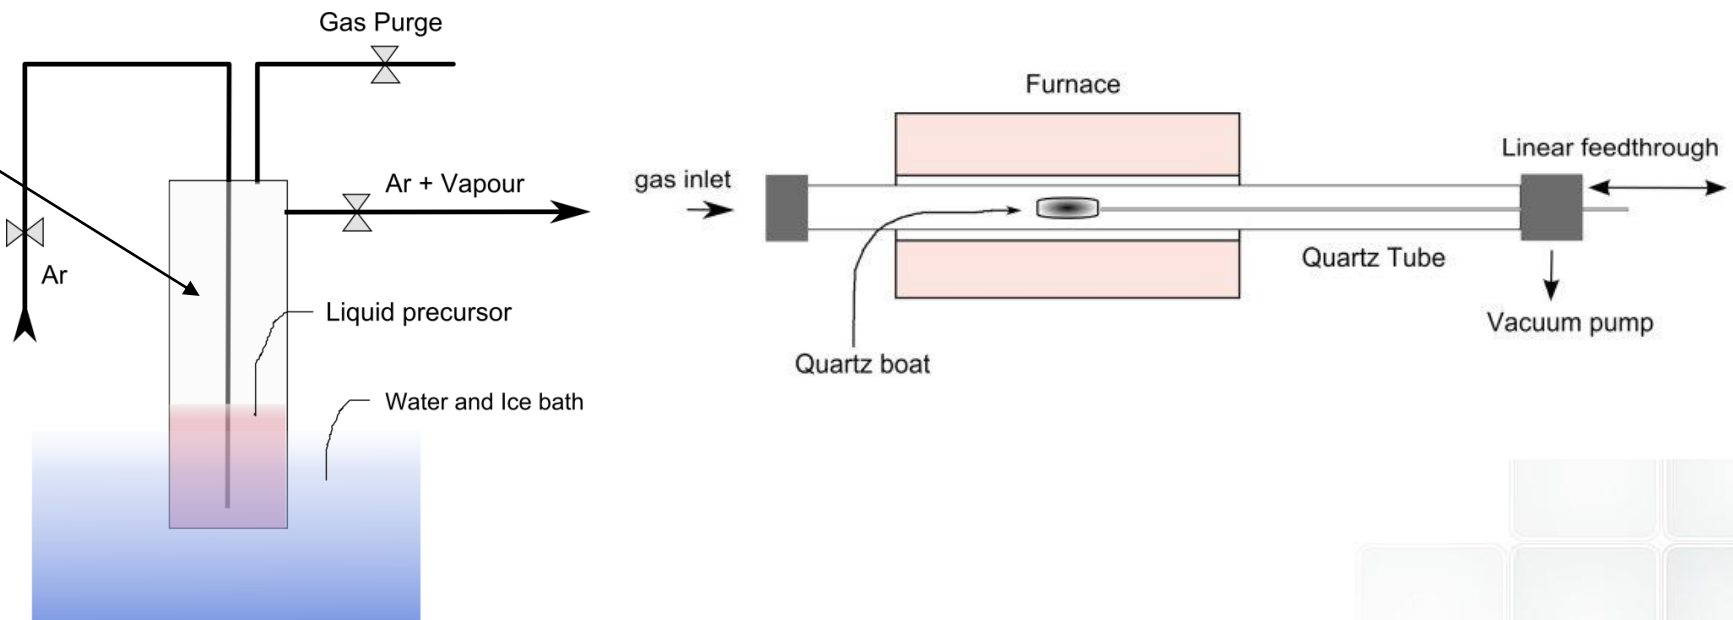 Gas Purge
Ar + Vapour
Ar
Liquid precursor
Water and Ice bath
Furnace
gas inlet
Linear feedthrough
Quartz Tube
Vacuum pump
Quartz boat